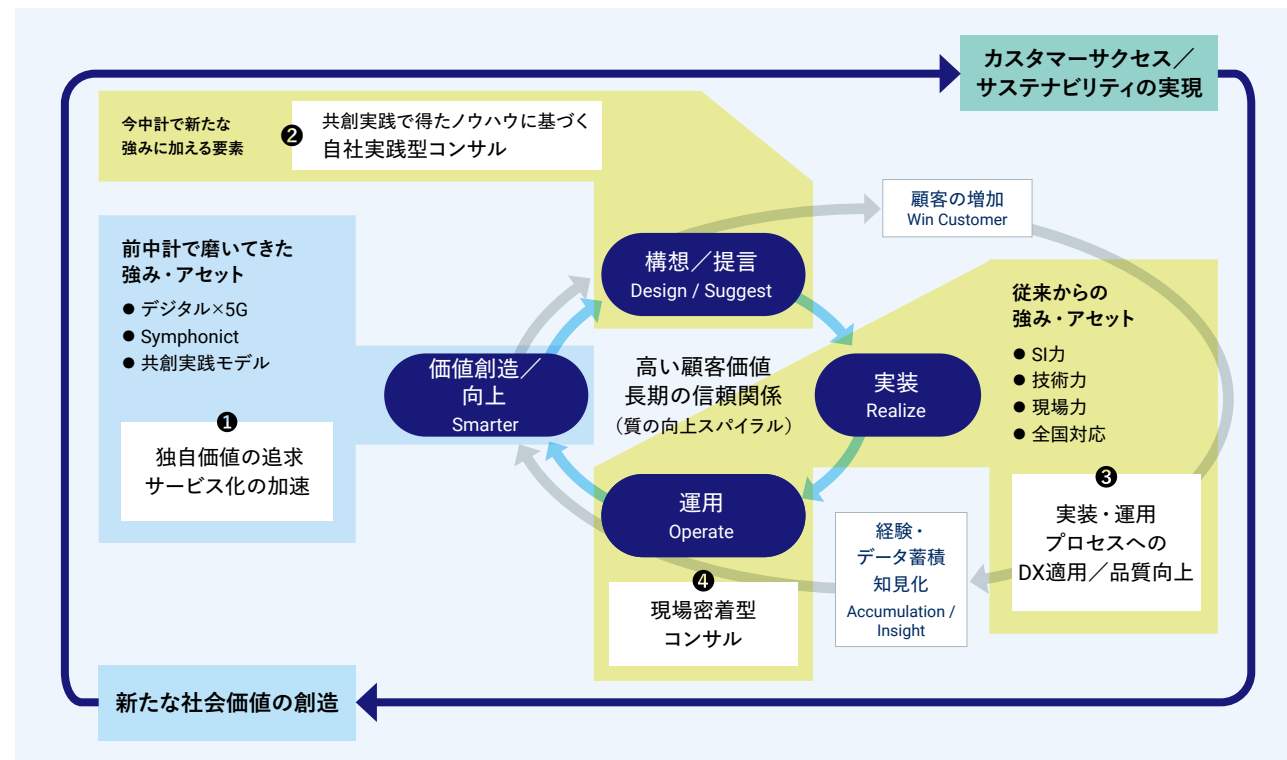 カスタマーサクセス／
サステナビリティの実現
今中計で新たな
強みに加える要素
❷
共創実践で得たノウハウに基づく
自社実践型コンサル
顧客の増加
Win Customer
前中計で磨いてきた
強み・アセット
● デジタル×5G
● Symphonict
● 共創実践モデル
❶
独自価値の追求
サービス化の加速
構想／提言
Design / Suggest
価値創造／
向上
Smarter
高い顧客価値
長期の信頼関係
（質の向上スパイラル）
実装
Realize
従来からの
強み・アセット
● SI力
● 技術力
● 現場力
● 全国対応
❸
実装・運用
プロセスへの
DX適用／品質向上
運用
Operate
❹
現場密着型
コンサル
経験・
データ蓄積
知見化
Accumulation /
Insight
新たな社会価値の創造